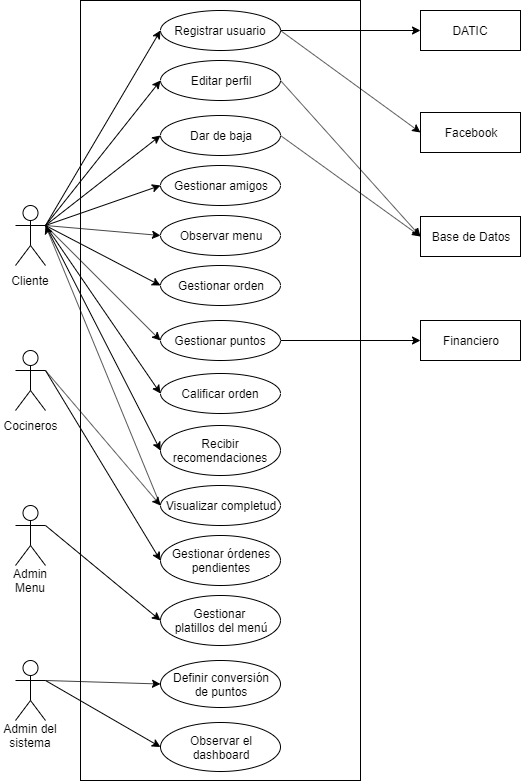 Registrar usuario
DATIC
Editar perfil
Facebook
Dar de baja
Gestionar amigos
Observar menu
Base de Datos
Cliente
Gestionar orden
Gestionar puntos
Financiero
Calificar orden
Cocineros
Recibir
recomendaciones
Visualizar completud
Gestionar órdenes
pendientes
Admin
Menu
Gestionar
platillos del menú
Definir conversión
de puntos
Admin del
sistema
Observar el
dashboard